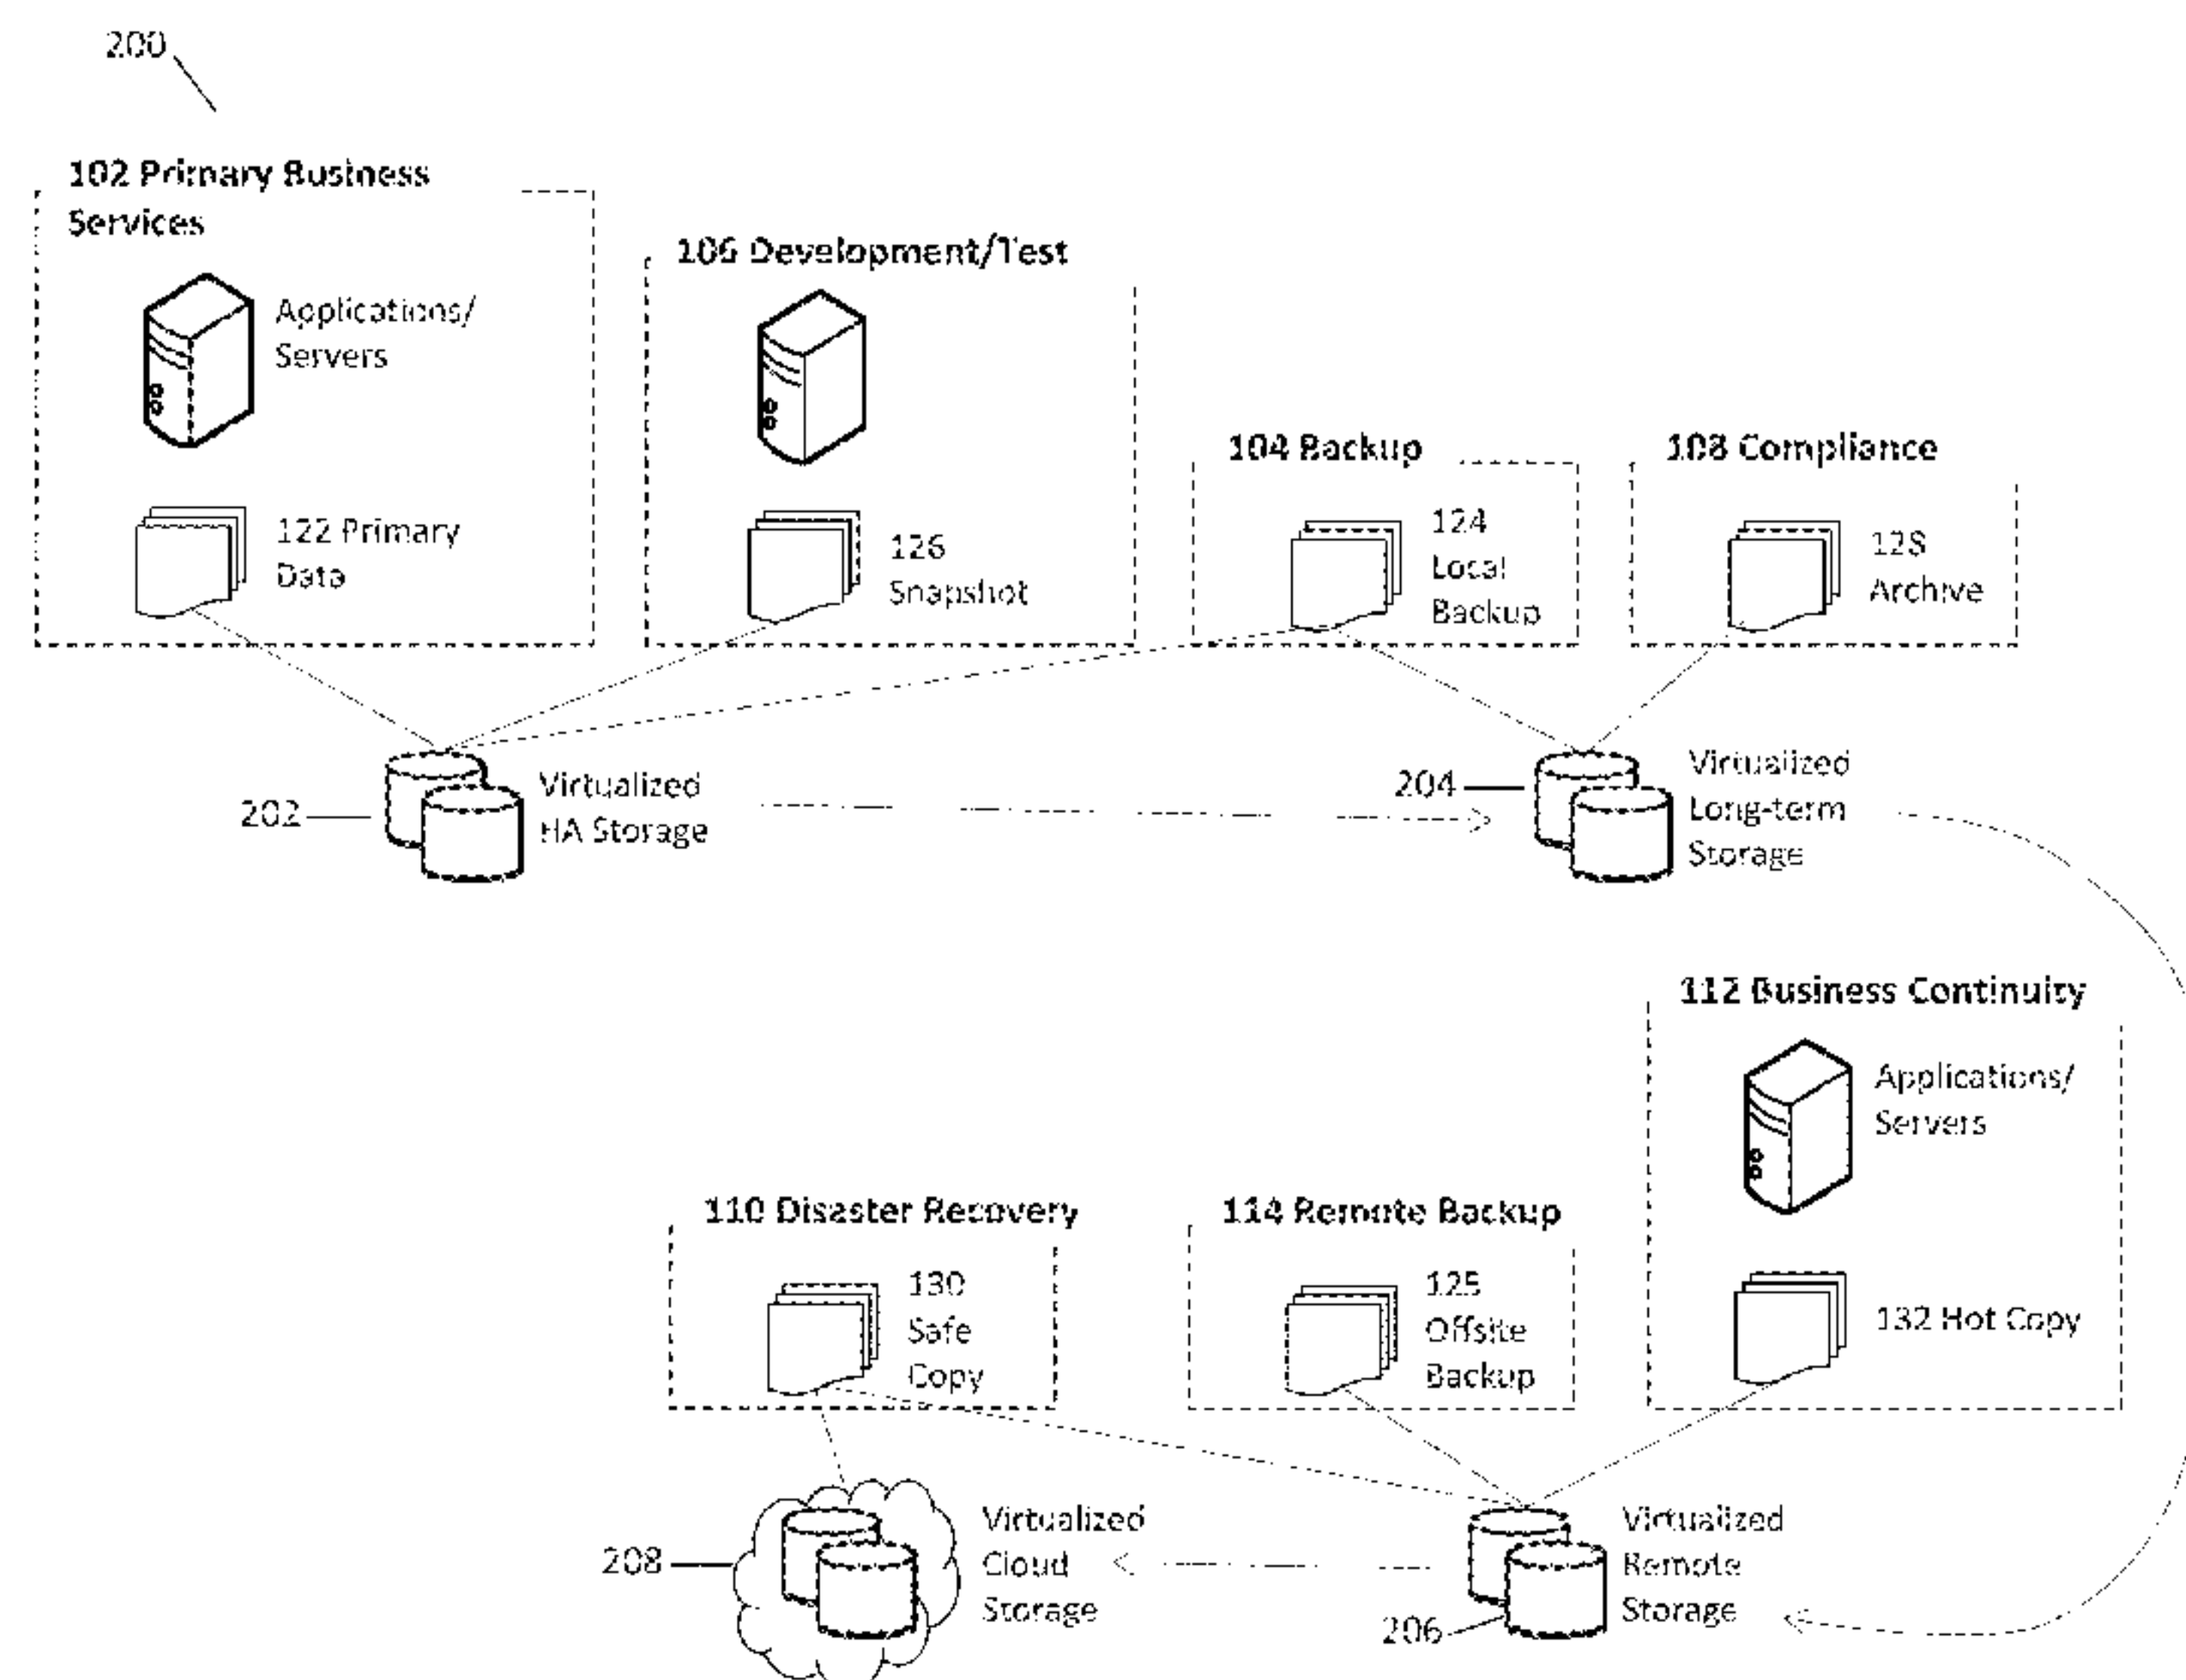 200
102 Primary Business
Services
Applications/
Servers
122 Primary
Data
106 Development/Test
126
Snapshot
104 Backup
124
Local
Backup
108 Compliance
128
Archive
202
Virtualized
HA Storage
204
Virtualized
Long-term
Storage
112 Business Continuity
Applications/
Servers
132 Hot Copy
110 Disaster Recovery
130
Safe
Copy
114 Remote Backup
125
Offsite
Backup
208
Virtualized
Cloud
Storage
206
Virtualized
Remote
Storage